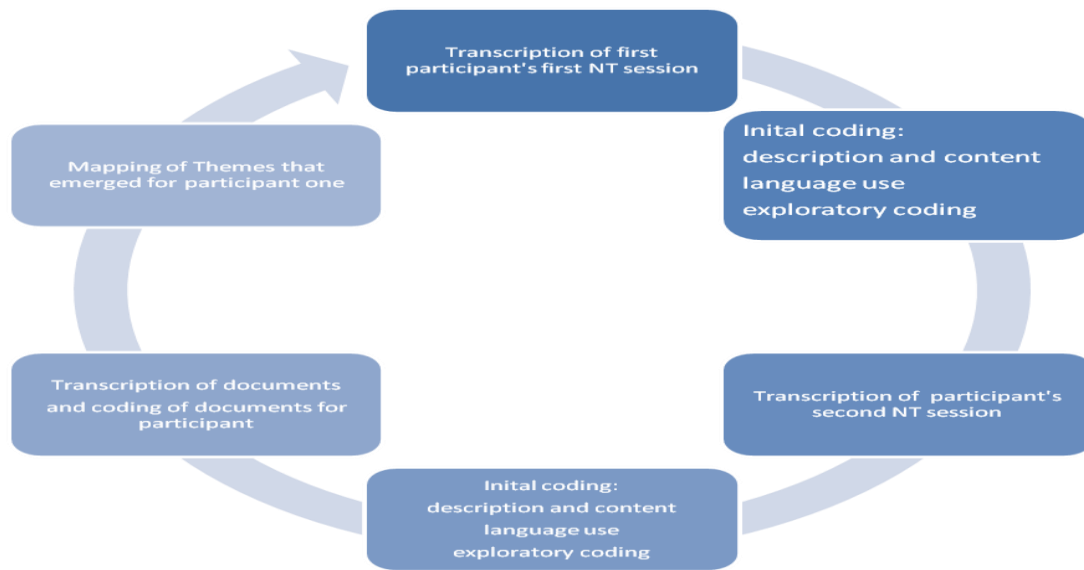 Transcription of first
participant's first NT session
Inital coding:
description and content
language use
exploratory coding
Transcription of participant's
second NT session
Inital coding:
description and content
language use
exploratory coding
Transcription of documents
and coding of documents for
participant
Mapping of Themes that
emerged for participant one